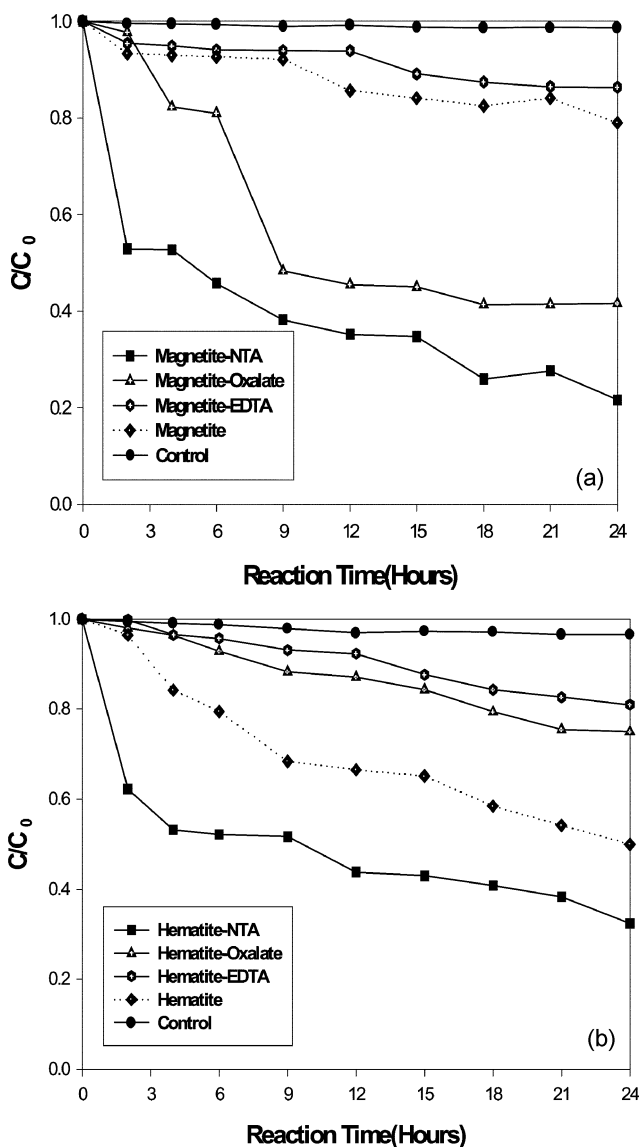 1.0
0.8
0.6
0.4
0.2
0.0
C/C0
Magnetite-NTA
Magnetite-Oxalate
Magnetite-EDTA
Magnetite
Control
(a)
0 3 6 9 12 15 18 21 24
Reaction Time(Hours)
1.0
0.8
0.6
0.4
0.2
0.0
C/C0
Hematite-NTA
Hematite-Oxalate
Hematite-EDTA
Hematite
Control
(b)
0 3 6 9 12 15 18 21 24
Reaction Time(Hours)